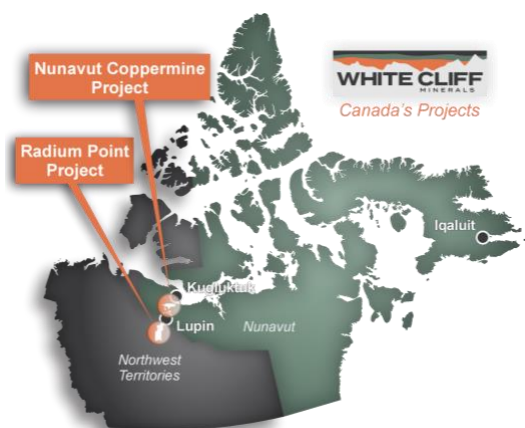 Nunavut Coppermine
Project
Radium Point
Project
WHITE CLIFF
MINERALS
Canada's Projects
Iqaluit
Kugluktuk
Lupin
Nunavut
Northwest
Territories